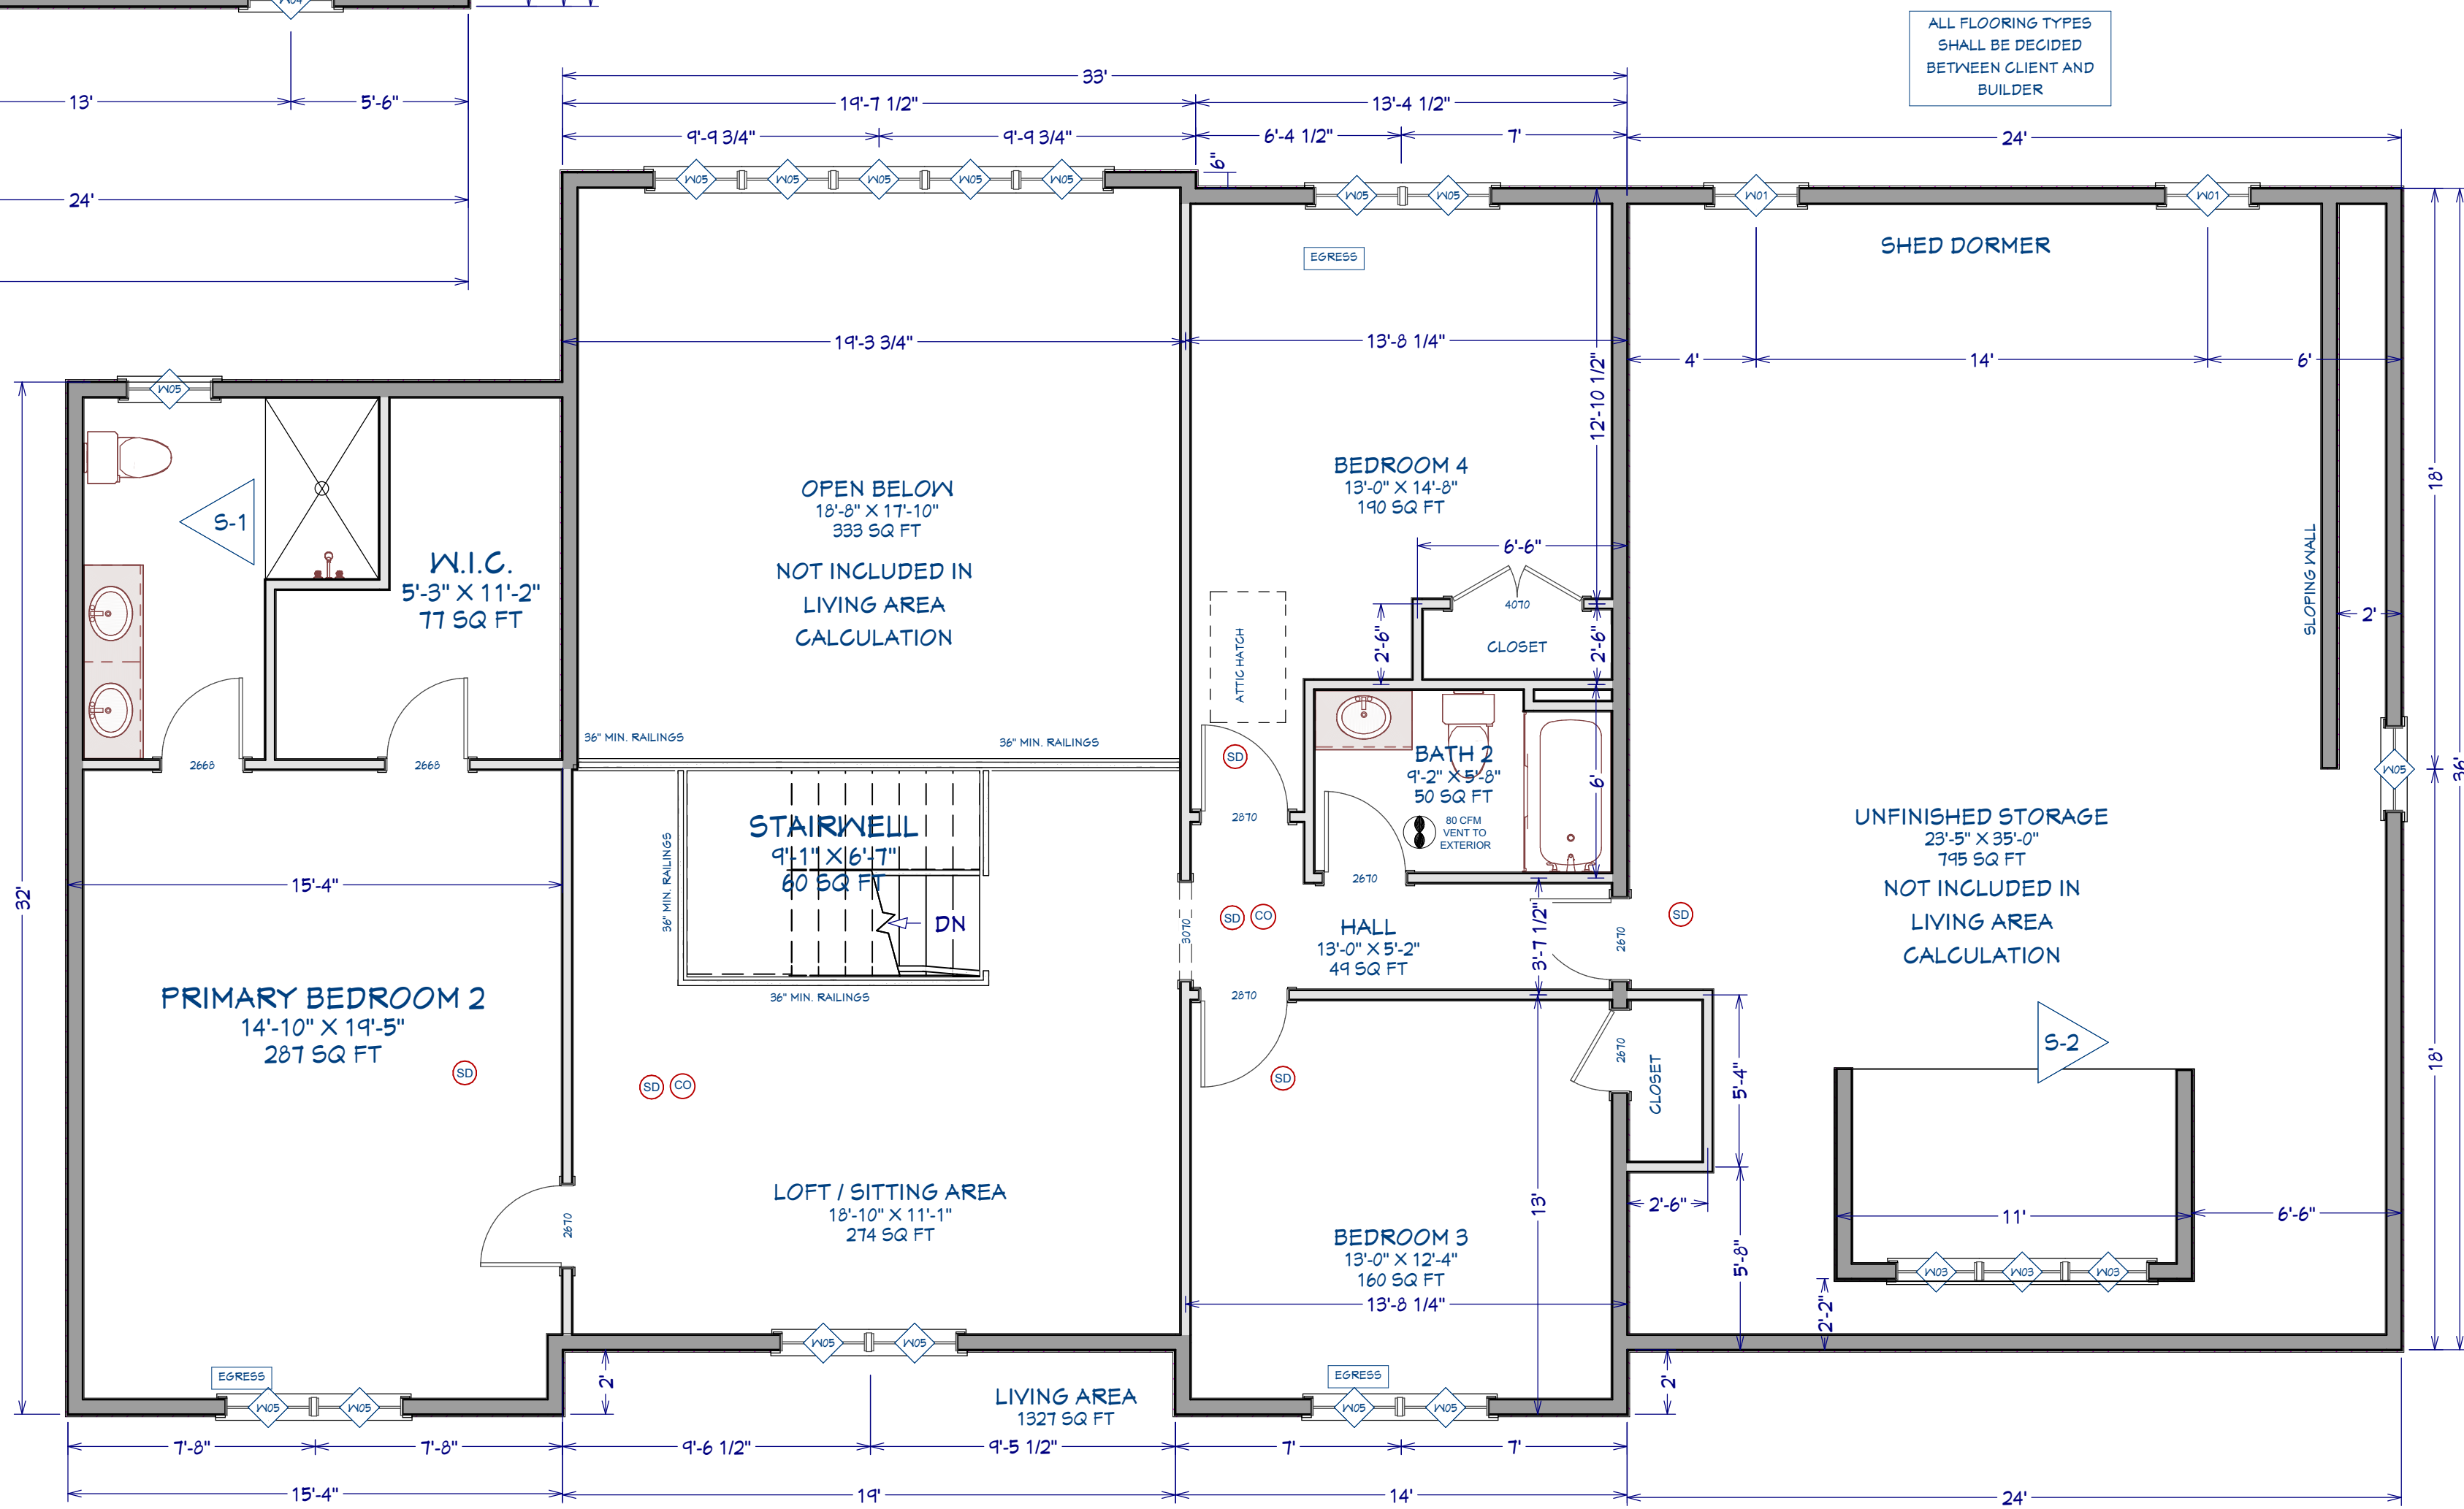 W04
ALL FLOORING TYPES
SHALL BE DECIDED
BETWEEN CLIENT AND
BUILDER
33'
13'
5'-6"
19'-7 1/2"
13'-4 1/2"
9'-9 3/4"
9'-9 3/4"
6'-4 1/2"
7'
24'
6"
W05
W05
W05
W05
W05
W05
W05
W01
W01
24'
SHED DORMER
EGRESS
19'-3 3/4"
13'-8 1/4"
4'
14'
6'
W05
12'-10 1/2"
S-1
OPEN BELOW
18'-8" X 17'-10"
333 SQ FT
NOT INCLUDED IN
LIVING AREA
CALCULATION
BEDROOM 4
13'-0" X 14'-8"
190 SQ FT
18'
36'
W.I.C.
5'-3" X 11'-2"
77 SQ FT
6'-6"
4070
SLOPING WALL
2'
2'-6"
2'-6"
CLOSET
ATTIC HATCH
36" MIN. RAILINGS
36" MIN. RAILINGS
2668
2668
SD
BATH 2
9'-2" X 5'-8"
50 SQ FT
6'
W05
80 CFM
VENT TO
EXTERIOR
2870
2670
STAIRWELL
9'-1" X 6'-7"
60 SQ FT
36" MIN. RAILINGS
DN
UNFINISHED STORAGE
23'-5" X 35'-0"
795 SQ FT
NOT INCLUDED IN
LIVING AREA
CALCULATION
32'
15'-4"
3070
SD
CO
HALL
13'-0" X 5'-2"
49 SQ FT
3'-7 1/2"
2670
SD
36" MIN. RAILINGS
2870
PRIMARY BEDROOM 2
14'-10" X 19'-5"
287 SQ FT
SD
SD
CO
SD
2670
CLOSET
5'-4"
S-2
18'
LOFT / SITTING AREA
18'-10" X 11'-1"
274 SQ FT
2670
13'
2'-6"
11'
6'-6"
BEDROOM 3
13'-0" X 12'-4"
160 SQ FT
13'-8 1/4"
5'-8"
W03
W03
W03
2'-2"
W05
W05
EGRESS
2'
EGRESS
2'
W05
W05
LIVING AREA
1327 SQ FT
W05
W05
7'-8"
7'-8"
9'-6 1/2"
9'-5 1/2"
7'
7'
15'-4"
19'
14'
24'